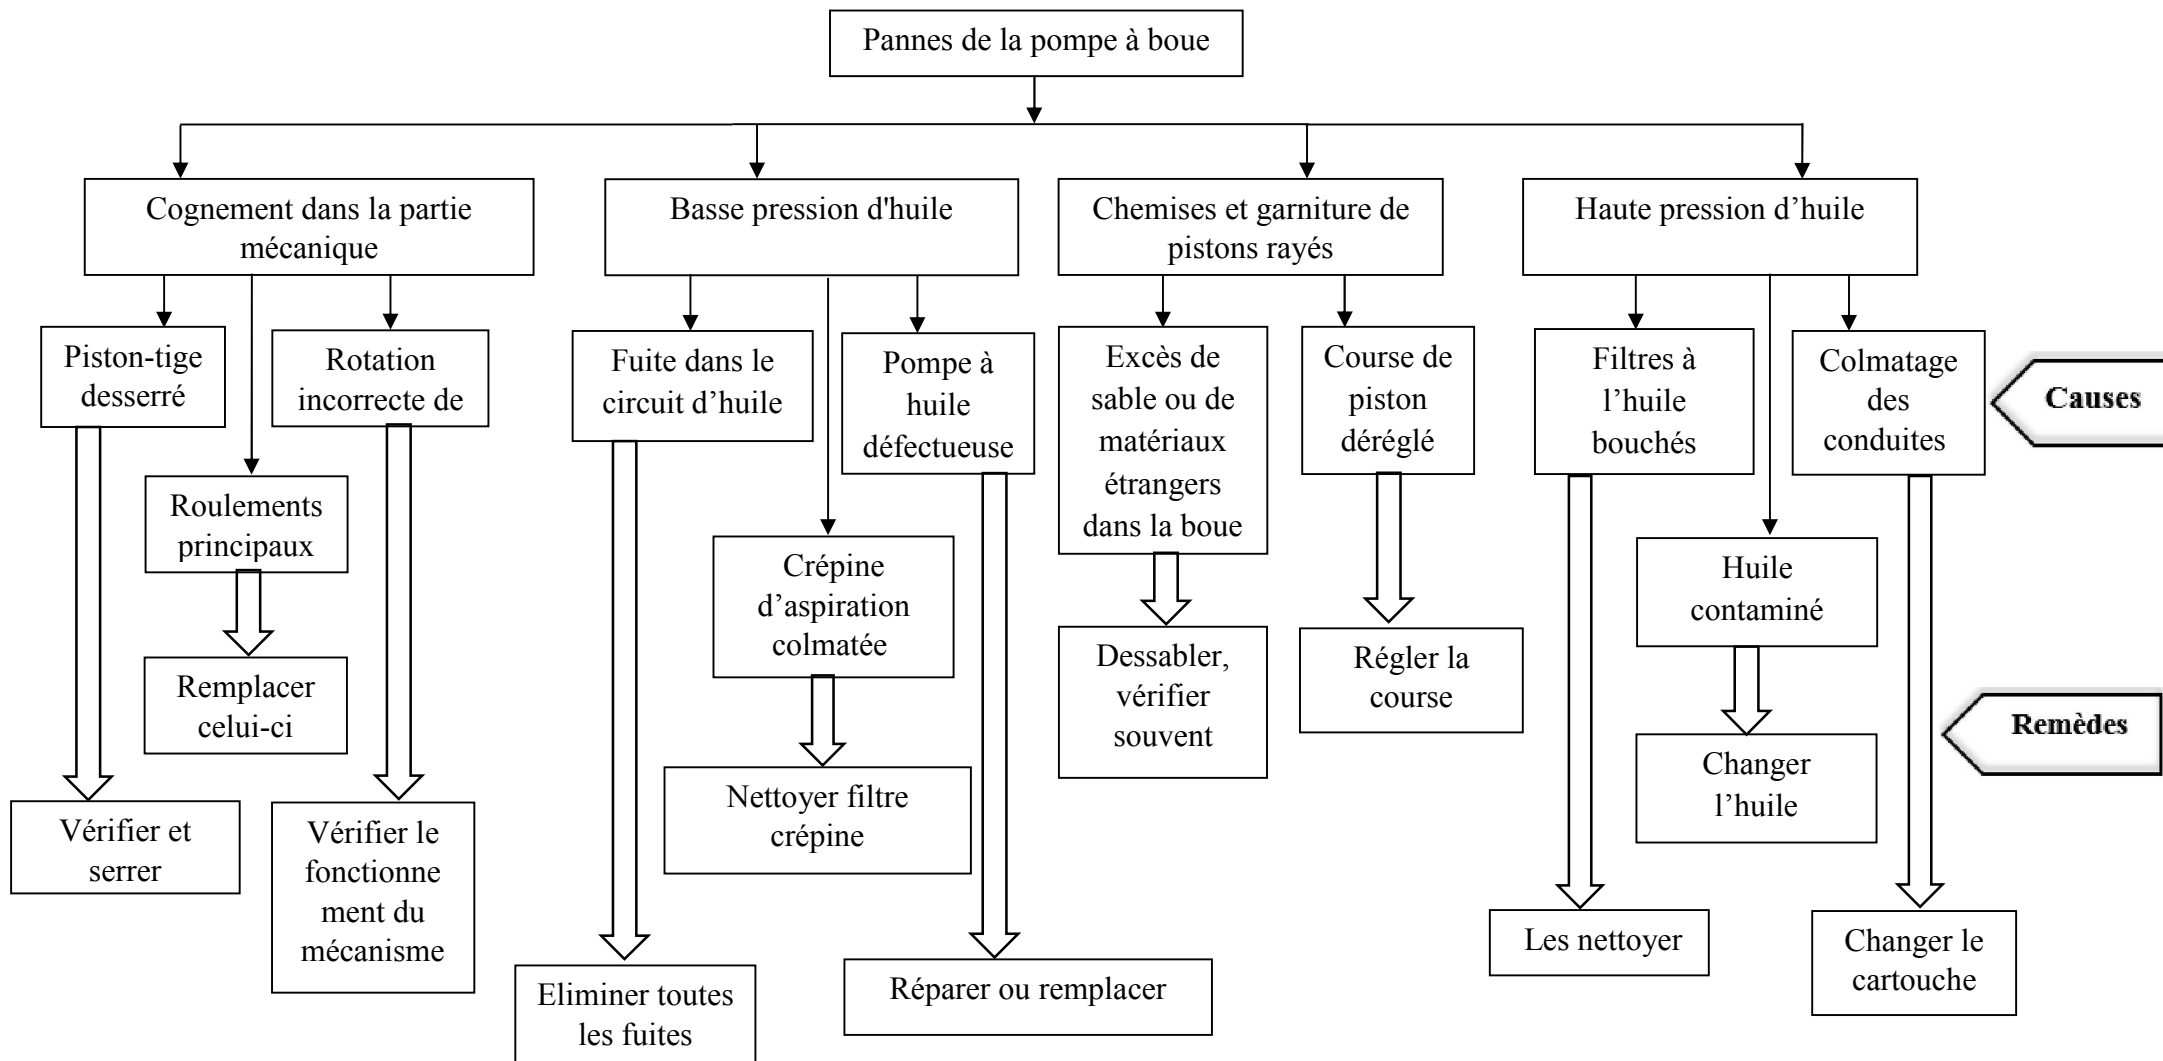 Pannes de la pompe à boue
Cognement dans la partie
mécanique
Basse pression d'huile
Chemises et garniture de
pistons rayés
Haute pression d’huile
Piston-tige
desserré
Rotation
incorrecte de
Fuite dans le
circuit d’huile
Pompe à
huile
défectueuse
Excès de
sable ou de
matériaux
étrangers
dans la boue
Course de
piston
déréglé
Filtres à
l’huile
bouchés
Colmatage
des
conduites
Causes
Roulements
principaux
Crépine
d’aspiration
colmatée
Huile
contaminé
Remplacer
celui-ci
Dessabler,
vérifier
souvent
Régler la
course
Remèdes
Changer
l’huile
Nettoyer filtre
crépine
Vérifier et
serrer
Vérifier le
fonctionne
ment du
mécanisme
Les nettoyer
Changer le
cartouche
Eliminer toutes
les fuites
Réparer ou remplacer